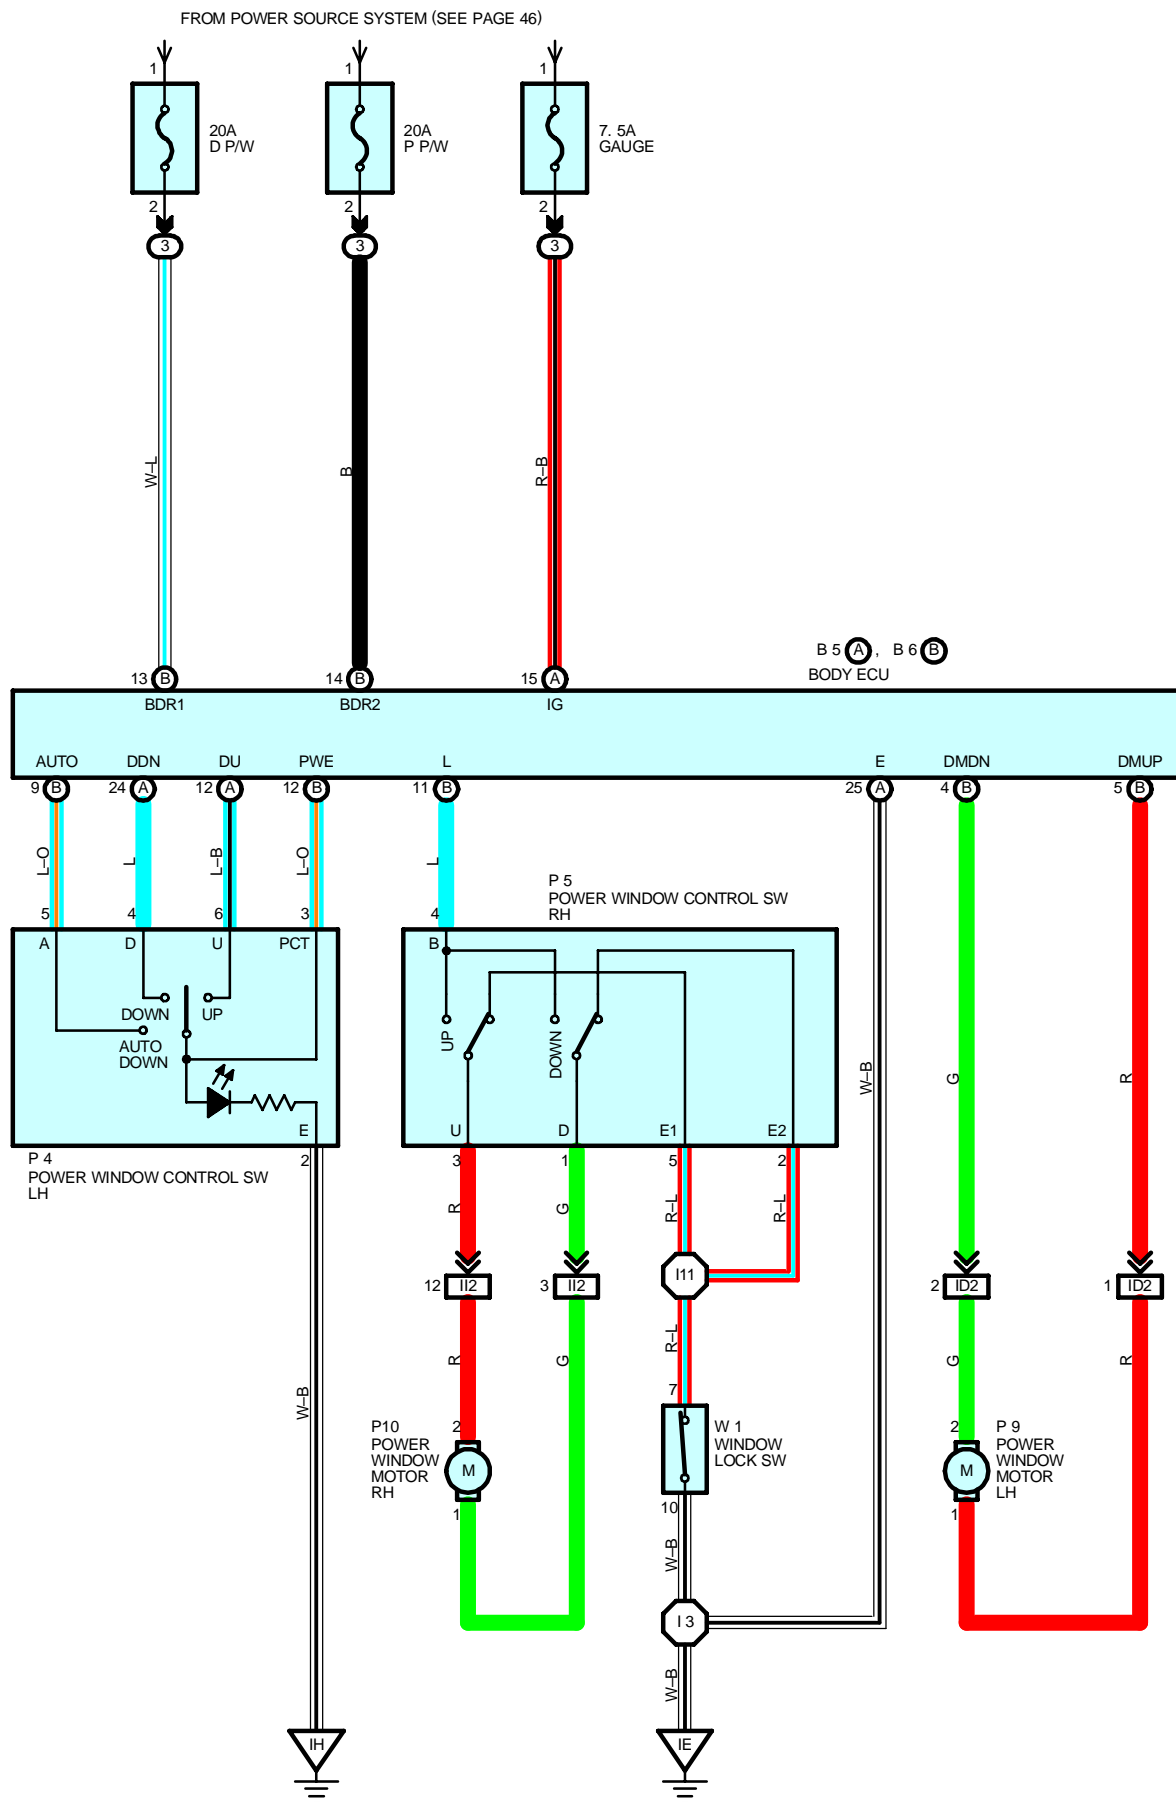 FROM POWER SOURCE SYSTEM (SEE PAGE 46)
1 1 1
20A
D P/W
20A
P P/W
7. 5A
GAUGE
2 2 2
3 3 3
W–L B R–B
B 5 A , B 6 B
BODY ECU
13 B 14 B 15 A
BDR1 BDR2 IG
AUTO DDN DU PWE L E DMDN DMUP
9 B 24 A 12 A 12 B 11 B 25 A 4 B 5 B
L–O L L–B L–O L
P 5
POWER WINDOW CONTROL SW
RH
5 4 6 3 4
A D U PCT B
DOWN UP
AUTO
DOWN
UP DOWN
W–B G R
E U D E1 E2
2 3 1 5 2
P 4
POWER WINDOW CONTROL SW
LH
R G R–L R–L
I11
12 II2 3 II2 2 ID2 1 ID2
R G R–L G R
W–B
7
P10
POWER
WINDOW
MOTOR
RH
2
M
1
W 1
WINDOW
LOCK SW
10
2
M
1
P 9
POWER
WINDOW
MOTOR
LH
W–B
I 3
W–B
IH IE